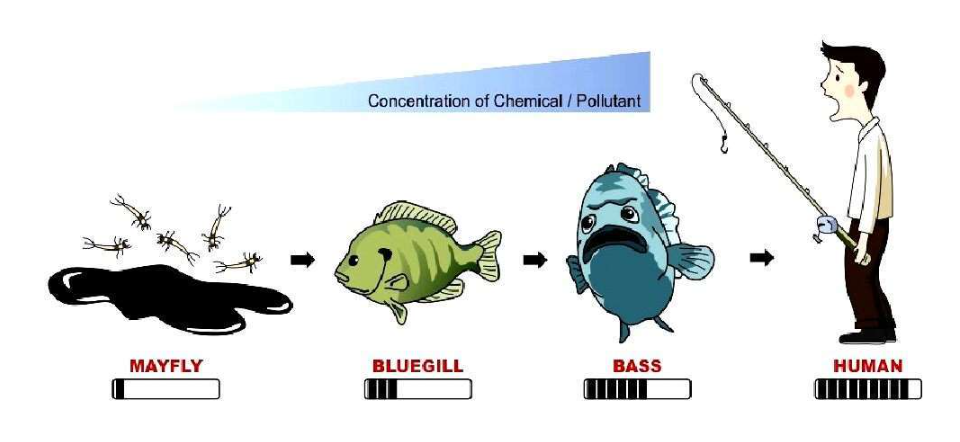 Concentration of Chemical / Pollutant
MAYFLY
BLUEGILL
BASS
HUMAN